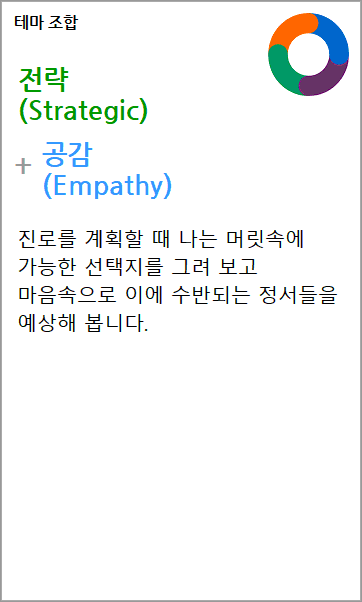 테마 조합
전략
(Strategic)
+ 공감
(Empathy)
진로를 계획할 때 나는 머릿속에
가능한 선택지를 그려 보고
마음속으로 이에 수반되는 정서들을
예상해 봅니다.